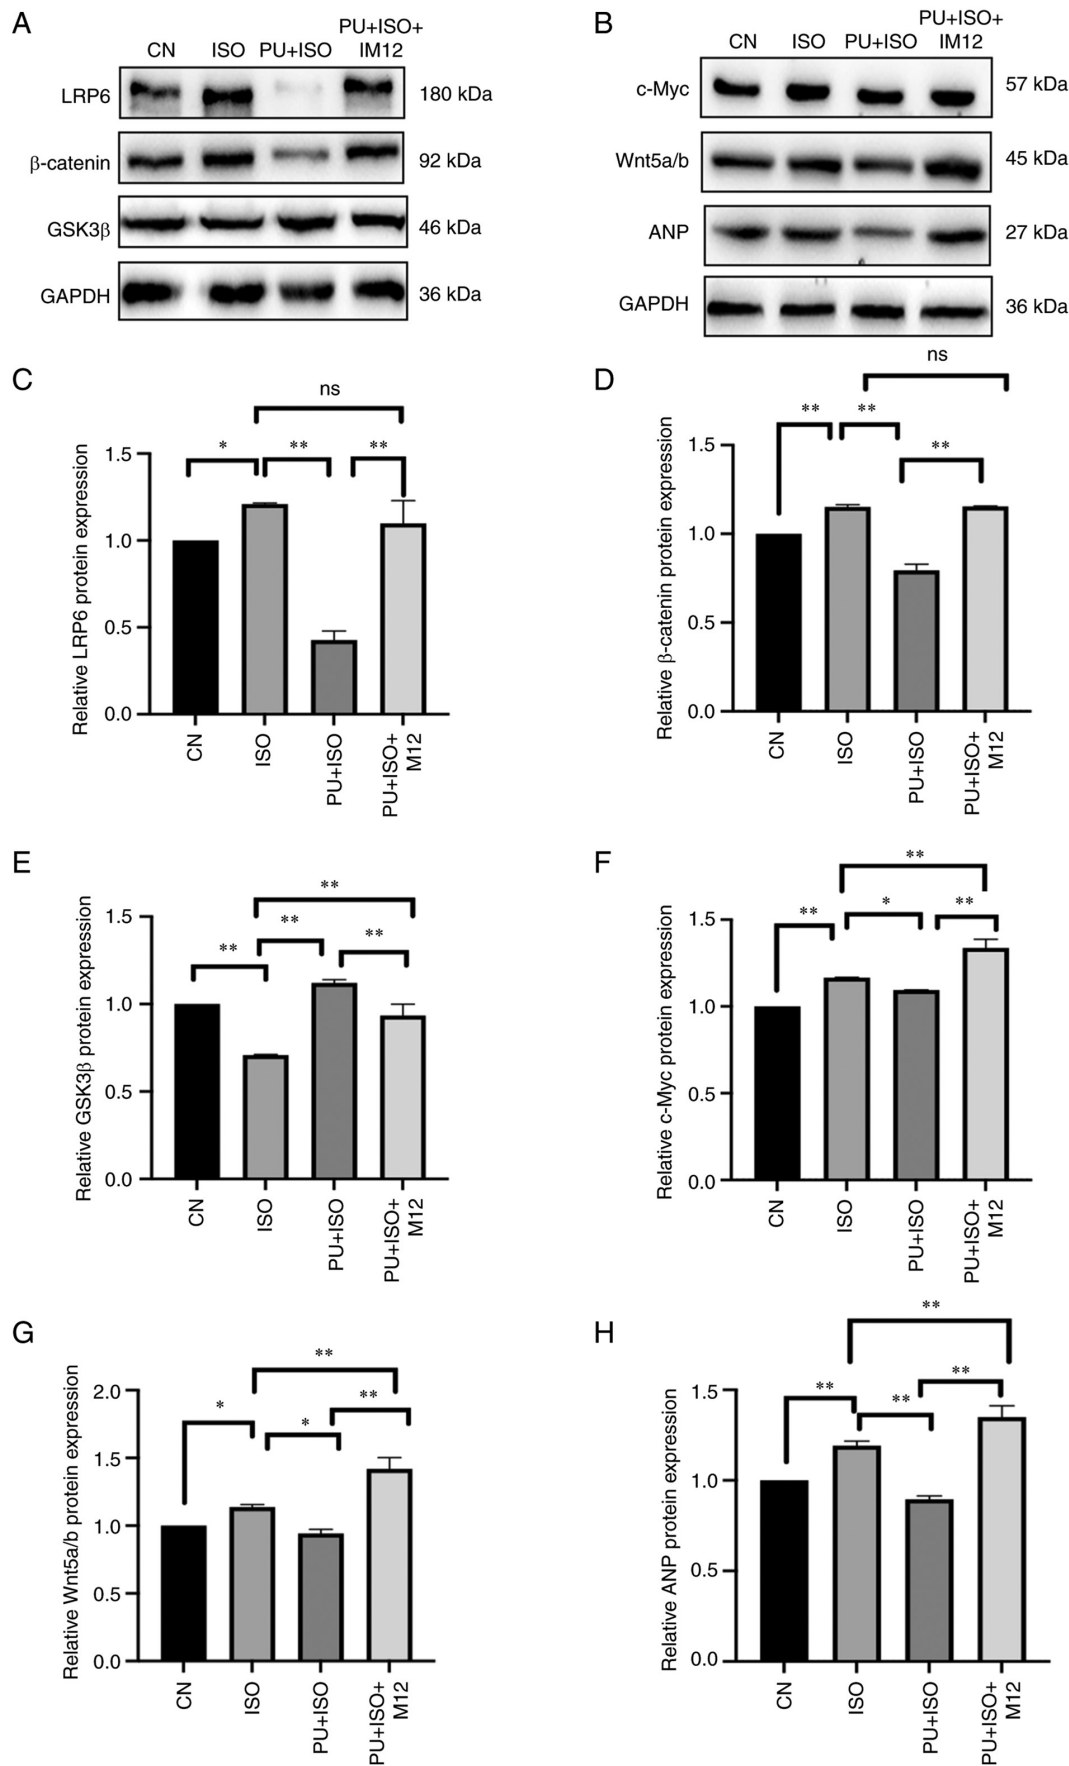 A
CN ISO PU+ISO PU+ISO+
IM12
LRP6 180 kDa
β-catenin 92 kDa
GSK3β 46 kDa
GAPDH 36 kDa
B
CN ISO PU+ISO PU+ISO+
IM12
c-Myc 57 kDa
Wnt5a/b 45 kDa
ANP 27 kDa
GAPDH 36 kDa
C
Relative LRP6 protein expression
ns
* ** **
1.5
1.0
0.5
0.0
CN
ISO
PU+ISO
PU+ISO+
M12
D
Relative β-catenin protein expression
ns
** **
**
1.5
1.0
0.5
0.0
CN
ISO
PU+ISO
PU+ISO+
M12
E
Relative GSK3β protein expression
**
**
** **
1.5
1.0
0.5
0.0
CN
ISO
PU+ISO
PU+ISO+
M12
F
Relative c-Myc protein expression
**
** * **
1.5
1.0
0.5
0.0
CN
ISO
PU+ISO
PU+ISO+
M12
G
Relative Wnt5a/b protein expression
**
**
* *
2.0
1.5
1.0
0.5
0.0
CN
ISO
PU+ISO
PU+ISO+
M12
H
Relative ANP protein expression
**
**
** **
1.5
1.0
0.5
0.0
CN
ISO
PU+ISO
PU+ISO+
M12